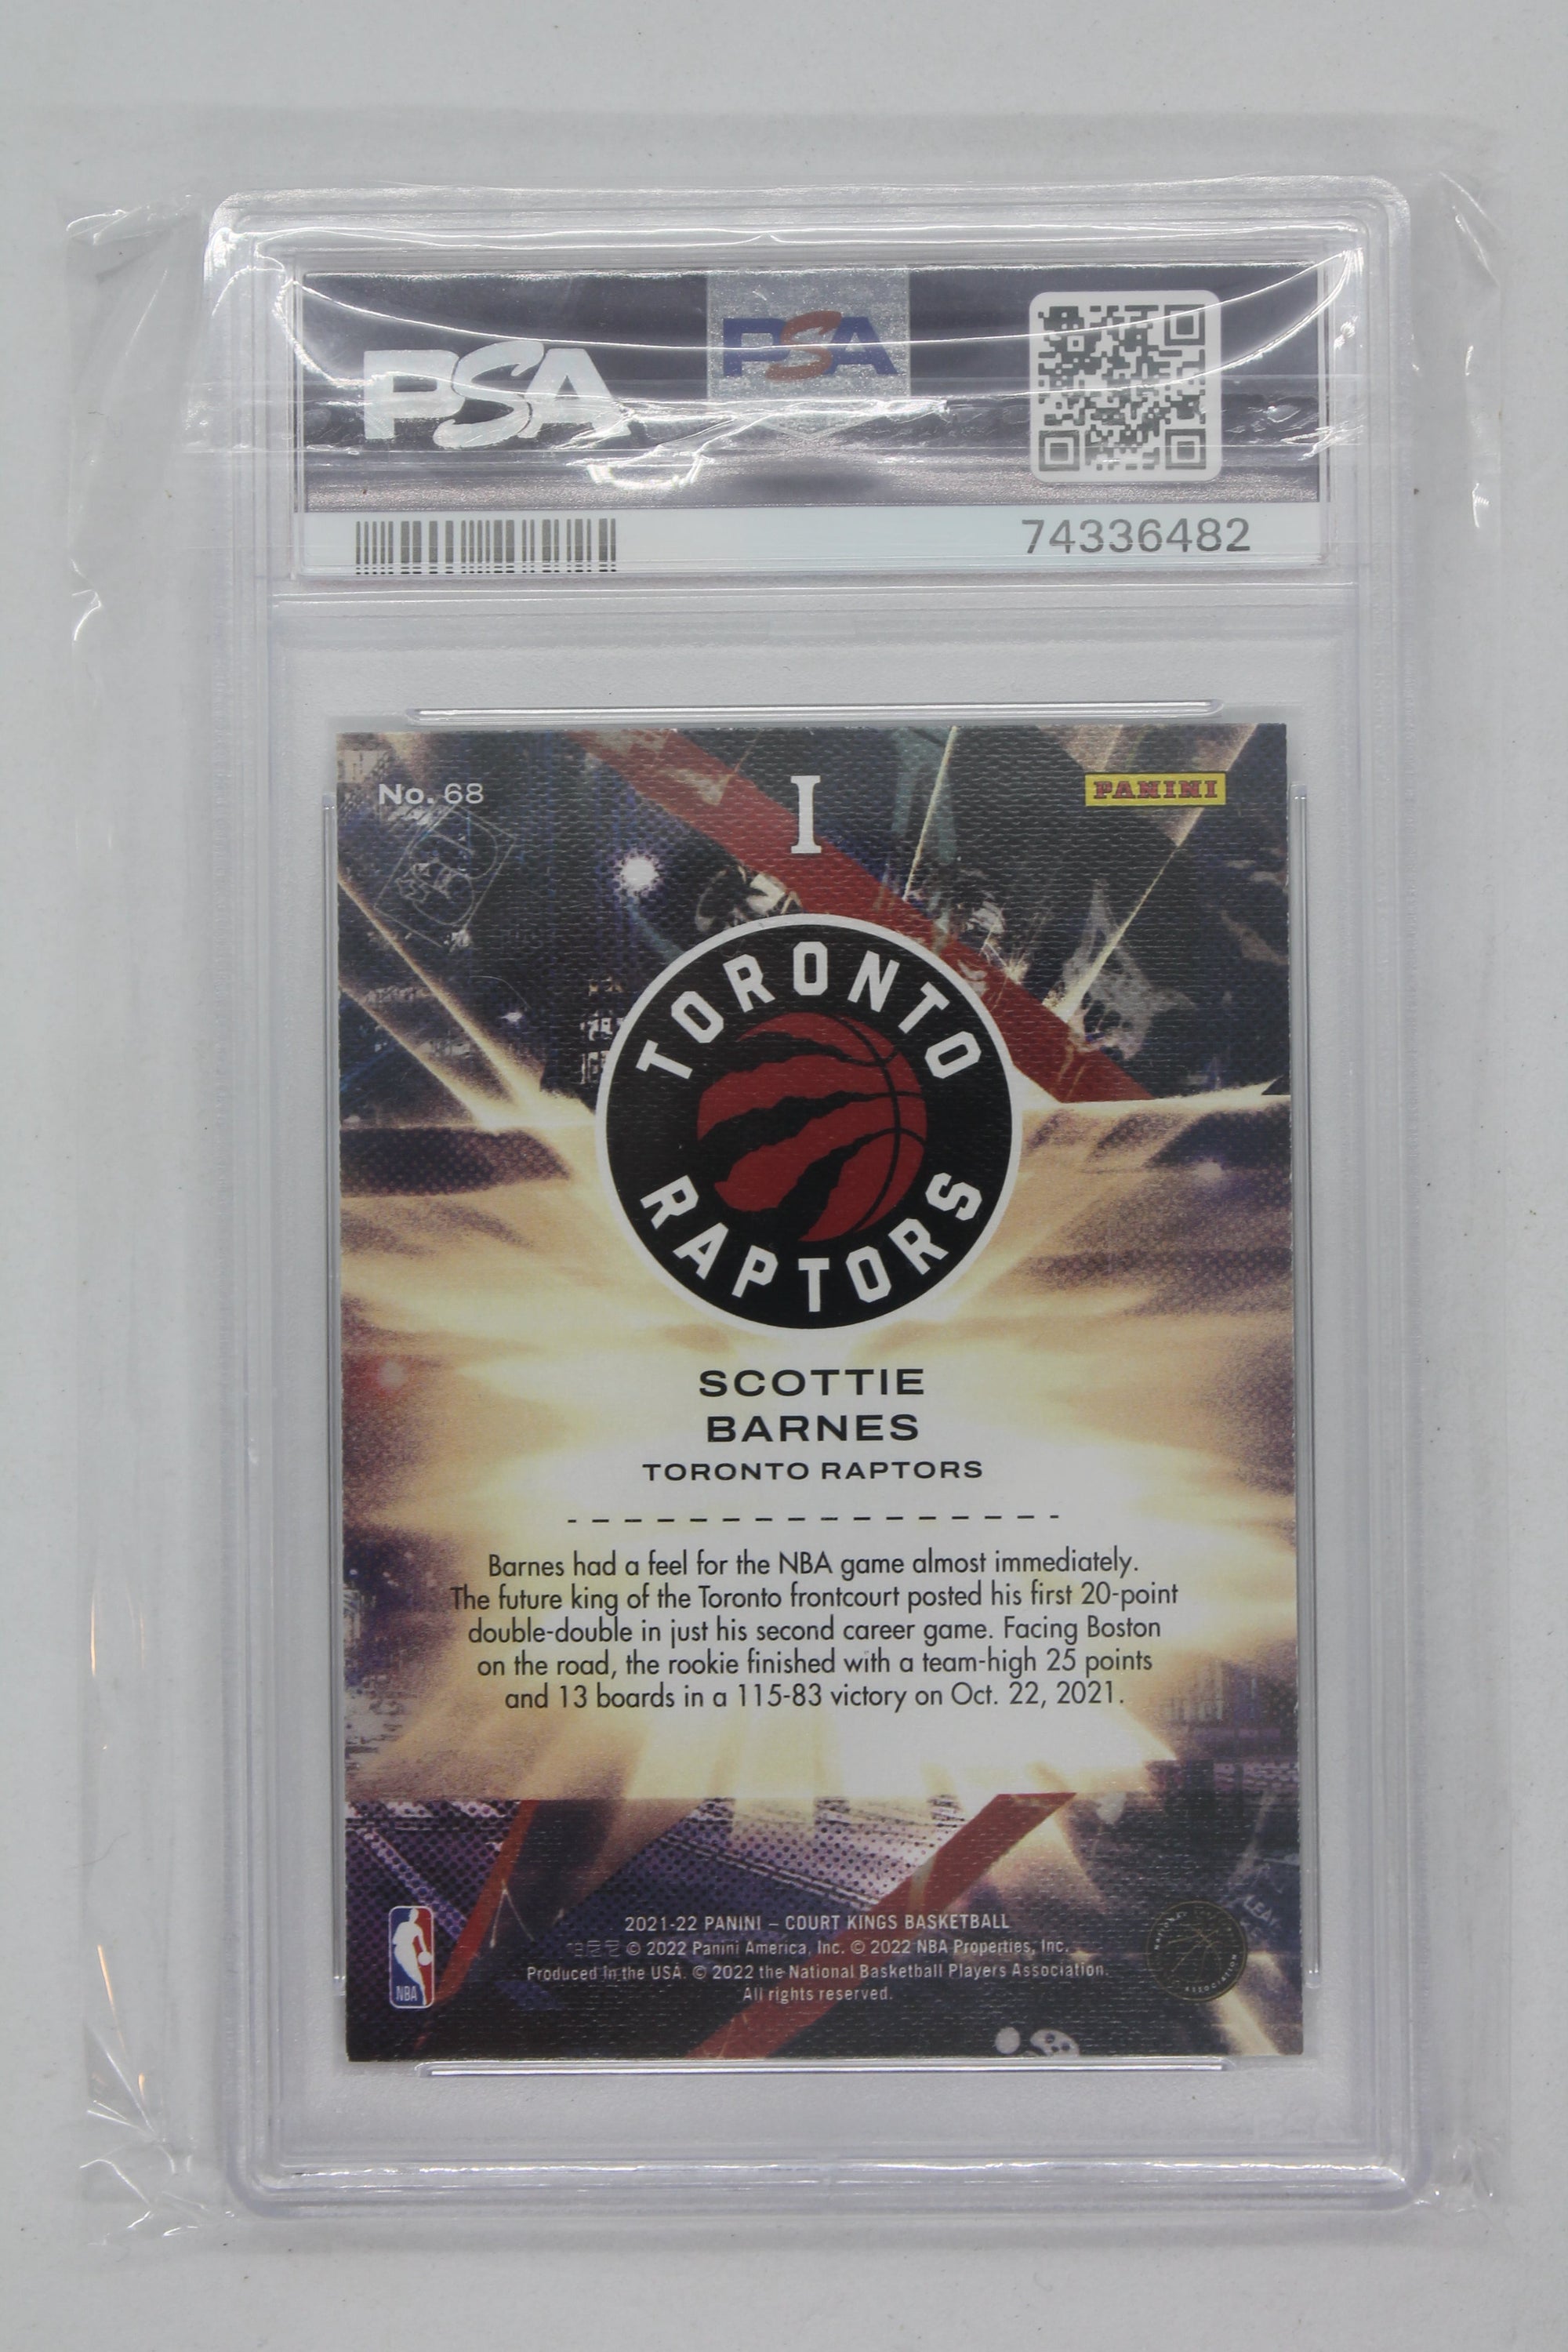 PSA
PSA
74336482
No. 68
I
PANINI
TORONTO
RAPTORS
SCOTTIE
BARNES
TORONTO RAPTORS
Barnes had a feel for the NBA game almost immediately.
The future king of the Toronto frontcourt posted his first 20-point
double-double in just his second career game. Facing Boston
on the road, the rookie finished with a team-high 25 points
and 13 boards in a 115-83 victory on Oct. 22, 2021.
2021-22 PANINI – COURT KINGS BASKETBALL
© 2022 Panini America, Inc. © 2022 NBA Properties, Inc.
Produced in the USA. © 2022 the National Basketball Players Association.
All rights reserved.
NBA